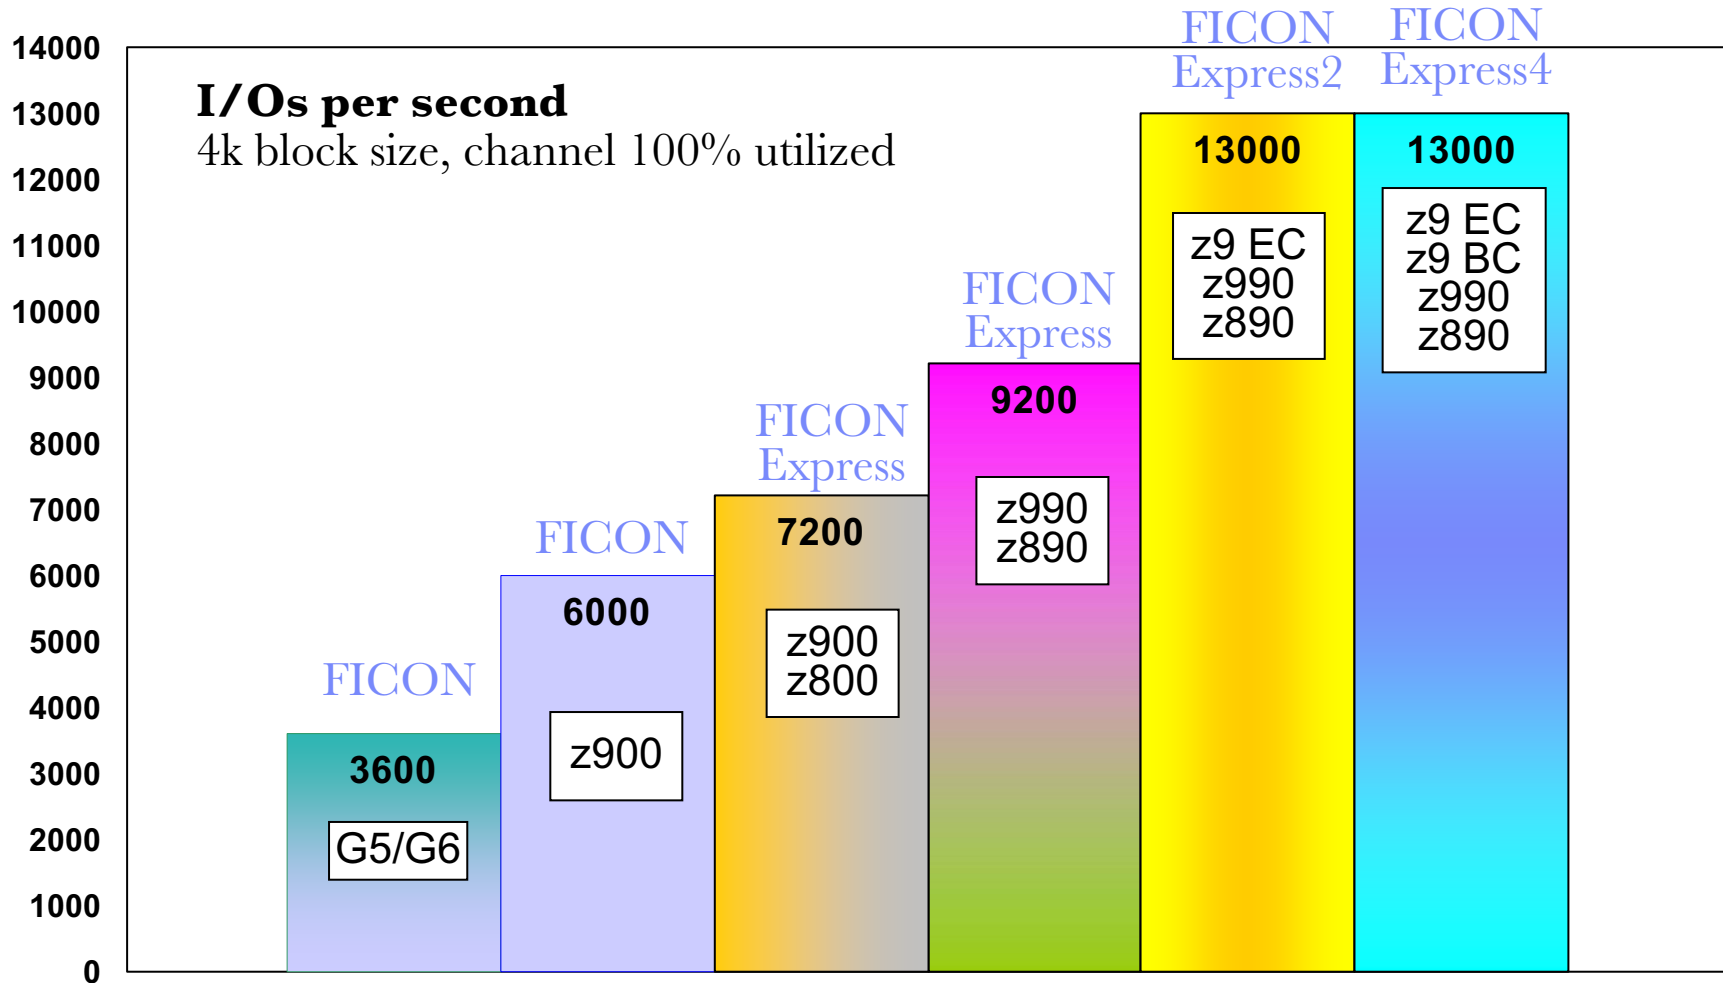 14000
13000
12000
11000
10000
9000
8000
7000
6000
5000
4000
3000
2000
1000
0
I/Os per second
4k block size, channel 100% utilized
FICON
3600
G5/G6
FICON
6000
z900
FICON
Express
7200
z900
z800
FICON
Express
9200
z990
z890
FICON
Express2
13000
z9 EC
z990
z890
FICON
Express4
13000
z9 EC
z9 BC
z990
z890